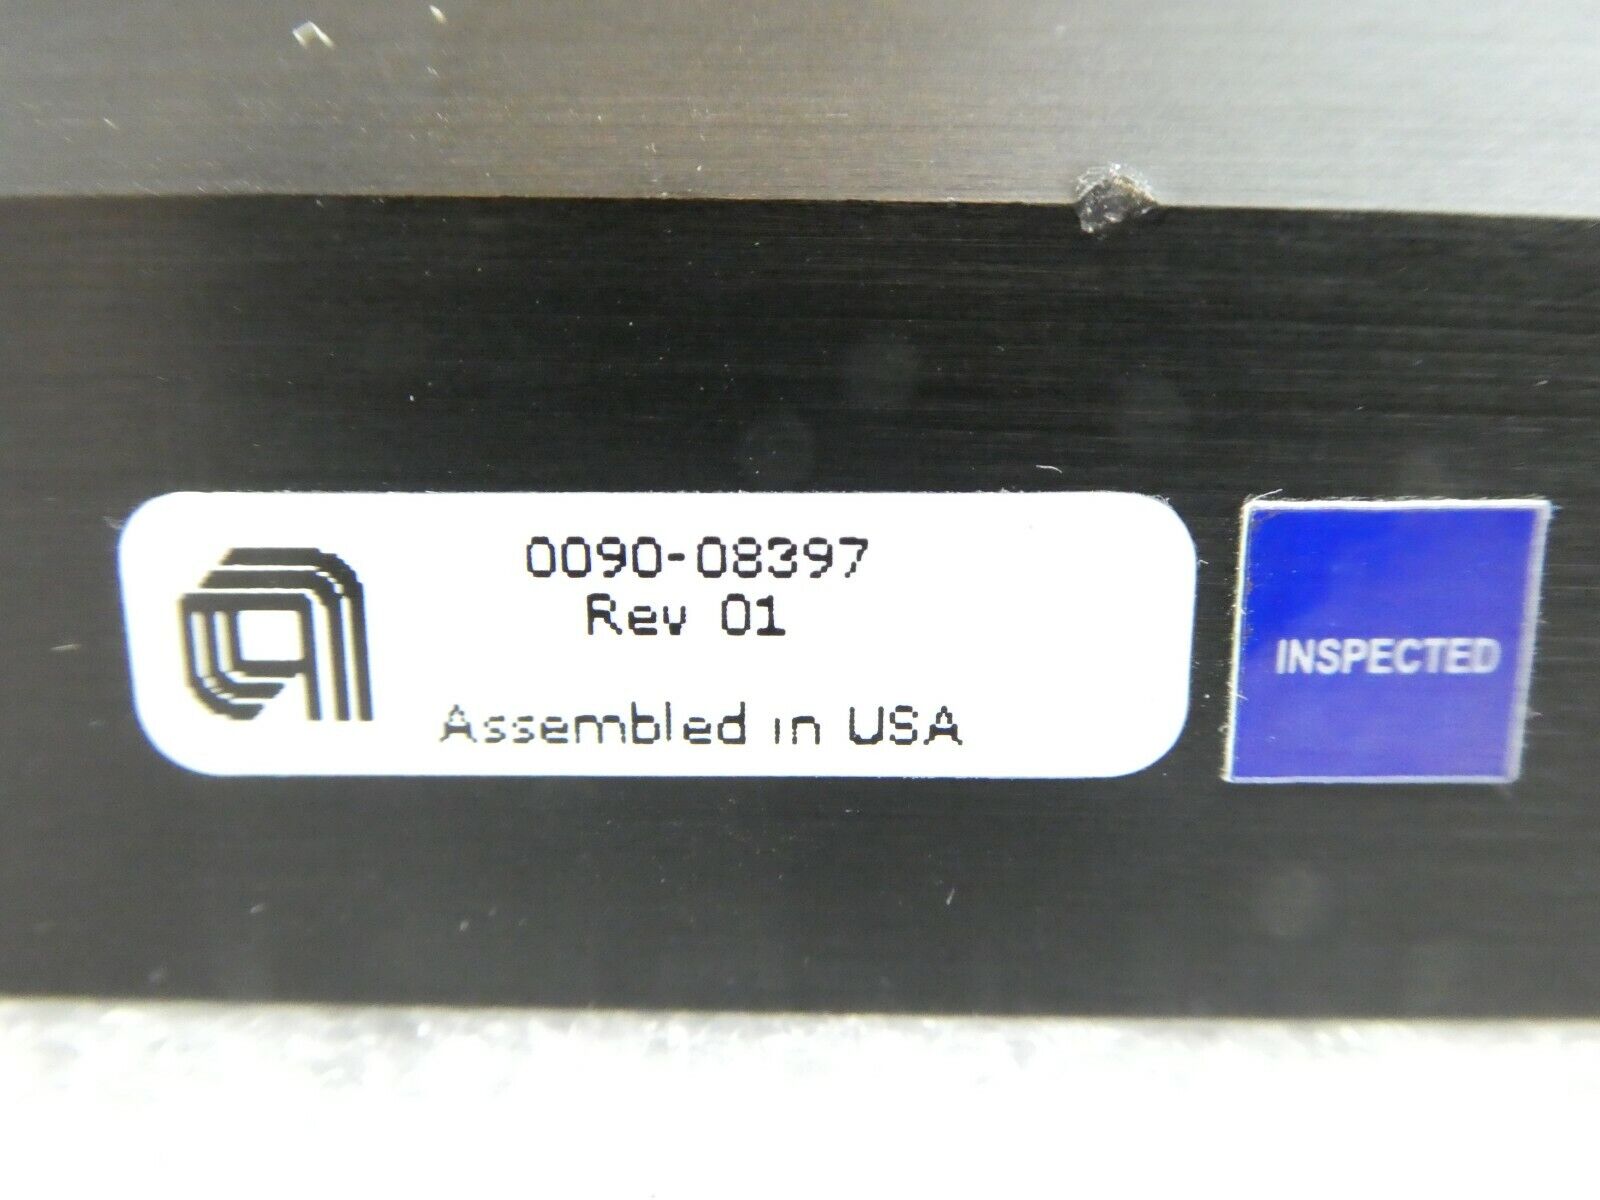 0090-08397
Rev 01
Assembled in USA
INSPECTED